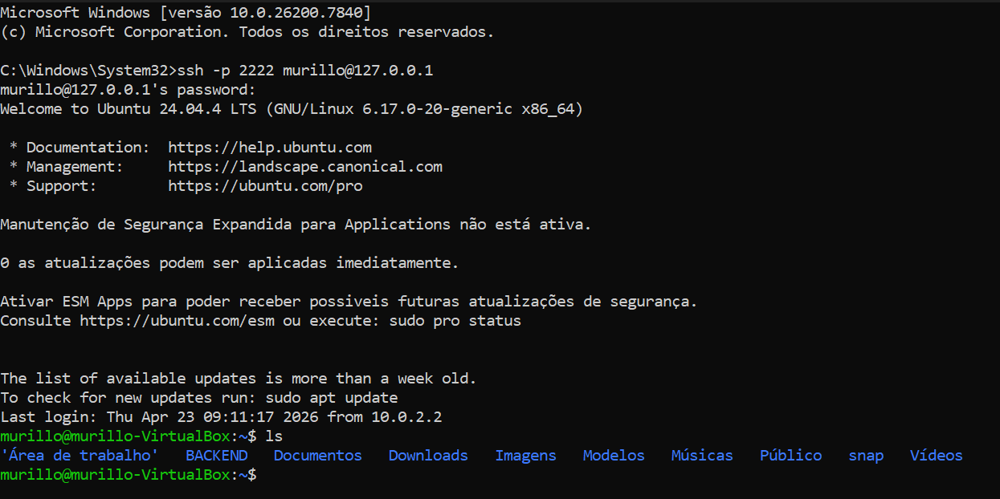 Microsoft Windows [versão 10.0.26200.7840]
(c) Microsoft Corporation. Todos os direitos reservados.
C:\Windows\System32>ssh -p 2222 murillo@127.0.0.1
murillo@127.0.0.1's password:
Welcome to Ubuntu 24.04.4 LTS (GNU/Linux 6.17.0-20-generic x86_64)
 * Documentation:  https://help.ubuntu.com
 * Management:     https://landscape.canonical.com
 * Support:        https://ubuntu.com/pro
Manutenção de Segurança Expandida para Applications não está ativa.
0 as atualizações podem ser aplicadas imediatamente.
Ativar ESM Apps para poder receber possiveis futuras atualizações de segurança.
Consulte https://ubuntu.com/esm ou execute: sudo pro status
The list of available updates is more than a week old.
To check for new updates run: sudo apt update
Last login: Thu Apr 23 09:11:17 2026 from 10.0.2.2
murillo@murillo-VirtualBox:~$ ls
'Área de trabalho'   BACKEND   Documentos   Downloads   Imagens   Modelos   Músicas   Público   snap   Vídeos
murillo@murillo-VirtualBox:~$